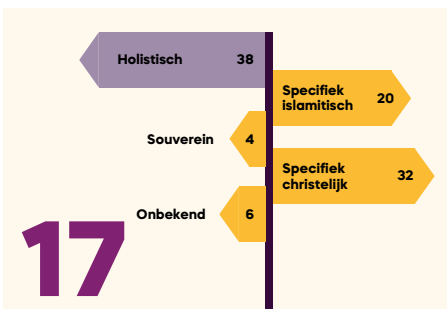 Holistisch 38
Specifiek
islamitisch 20
Souverein 4
Specifiek
christelijk 32
Onbekend 6
17